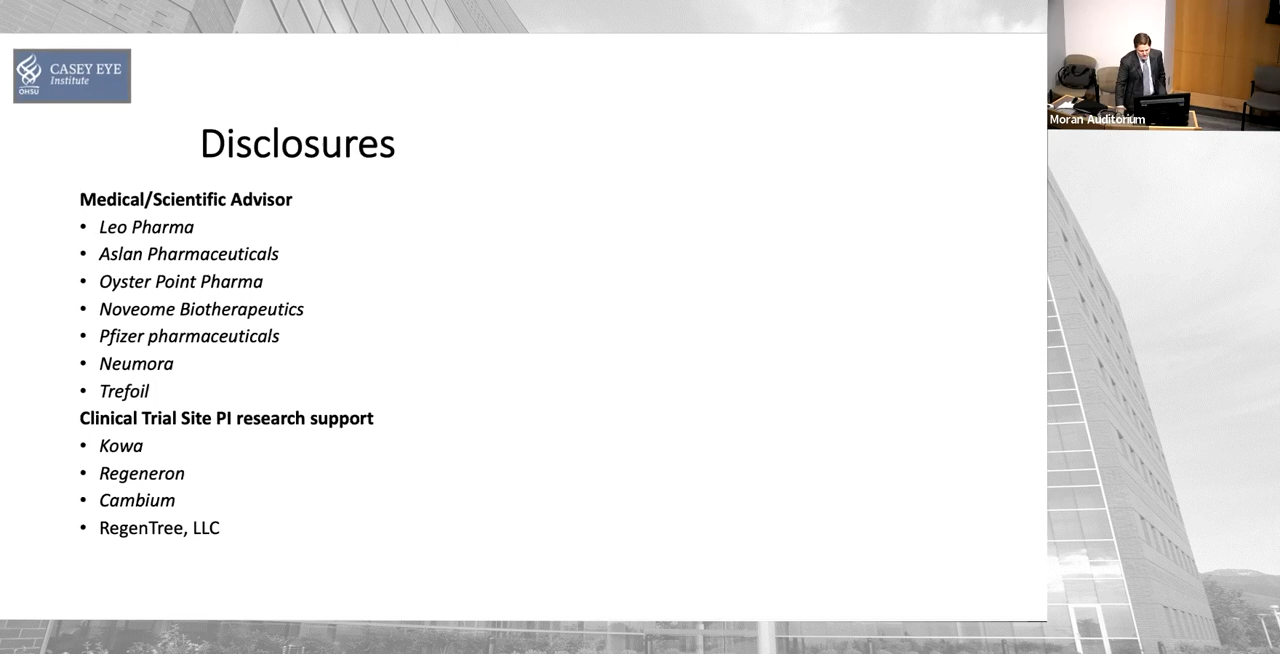 CASEY EYE
Institute
OHSU
Disclosures
Medical/Scientific Advisor
• Leo Pharma
• Aslan Pharmaceuticals
• Oyster Point Pharma
• Noveome Biotherapeutics
• Pfizer pharmaceuticals
• Neumora
• Trefoil
Clinical Trial Site PI research support
• Kowa
• Regeneron
• Cambium
• RegenTree, LLC
Moran Auditorium